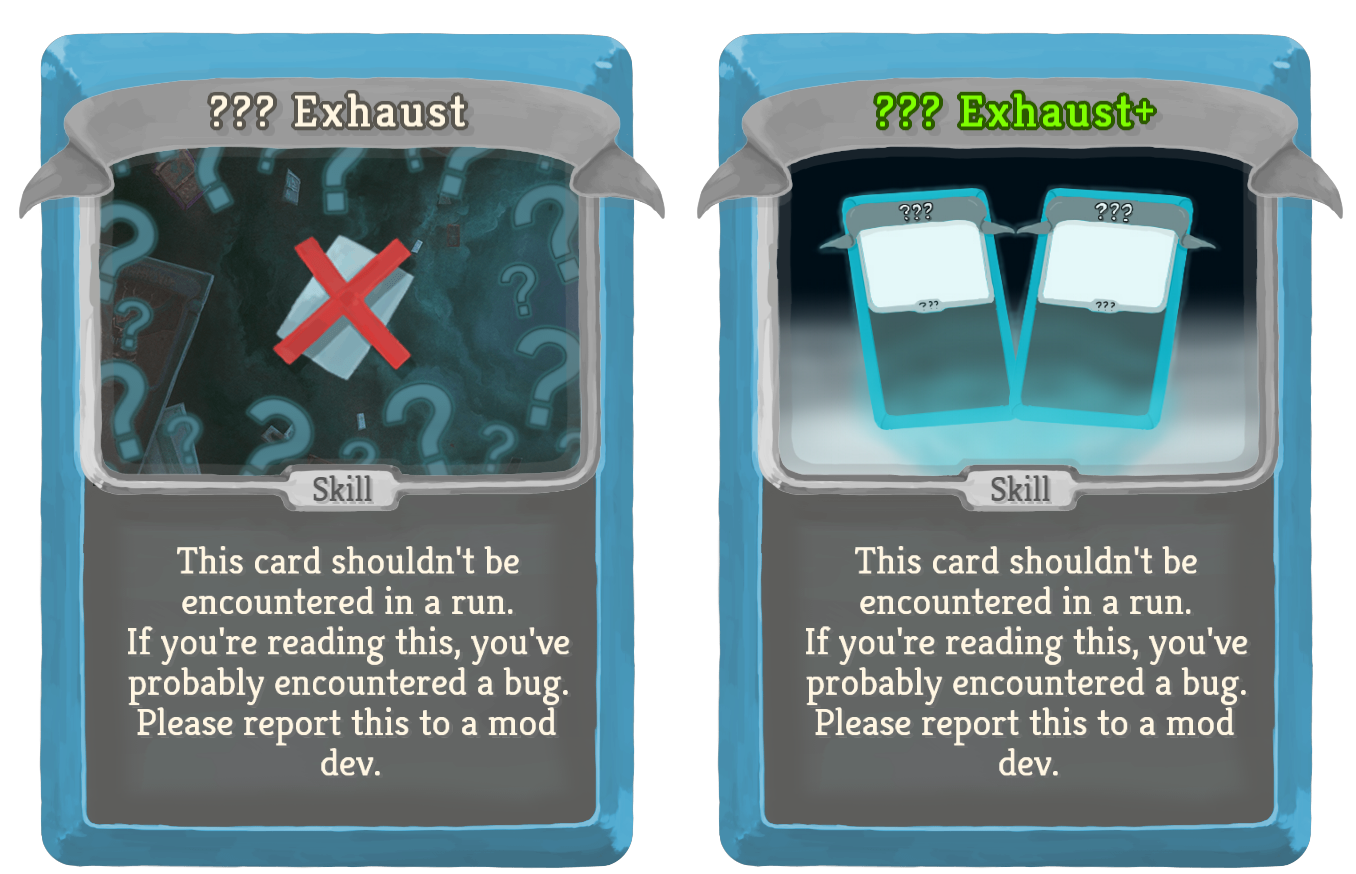 ??? Exhaust
Skill
This card shouldn't be
encountered in a run.
If you're reading this, you've
probably encountered a bug.
Please report this to a mod
dev.
??? Exhaust+
???
???
???
???
Skill
This card shouldn't be
encountered in a run.
If you're reading this, you've
probably encountered a bug.
Please report this to a mod
dev.